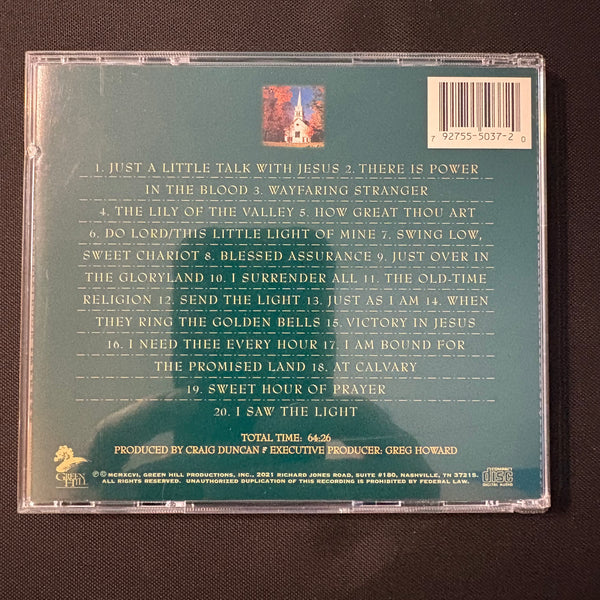 7 92755-5037-2 0
1. JUST A LITTLE TALK WITH JESUS 2. THERE IS POWER
IN THE BLOOD 3. WAYFARING STRANGER
4. THE LILY OF THE VALLEY 5. HOW GREAT THOU ART
6. DO LORD/THIS LITTLE LIGHT OF MINE 7. SWING LOW,
SWEET CHARIOT 8. BLESSED ASSURANCE 9. JUST OVER IN
THE GLORYLAND 10. I SURRENDER ALL 11. THE OLD-TIME
RELIGION 12. SEND THE LIGHT 13. JUST AS I AM 14. WHEN
THEY RING THE GOLDEN BELLS 15. VICTORY IN JESUS
16. I NEED THEE EVERY HOUR 17. I AM BOUND FOR
THE PROMISED LAND 18. AT CALVARY
19. SWEET HOUR OF PRAYER
20. I SAW THE LIGHT
TOTAL TIME: 64:26
PRODUCED BY CRAIG DUNCAN & EXECUTIVE PRODUCER: GREG HOWARD
GREEN
HILL
℗© MCMXCVI, GREEN HILL PRODUCTIONS, INC., 2021 RICHARD JONES ROAD, SUITE #180, NASHVILLE, TN 37215.
ALL RIGHTS RESERVED. UNAUTHORIZED DUPLICATION OF THIS RECORDING IS PROHIBITED BY FEDERAL LAW.
COMPACT
disc
DIGITAL AUDIO